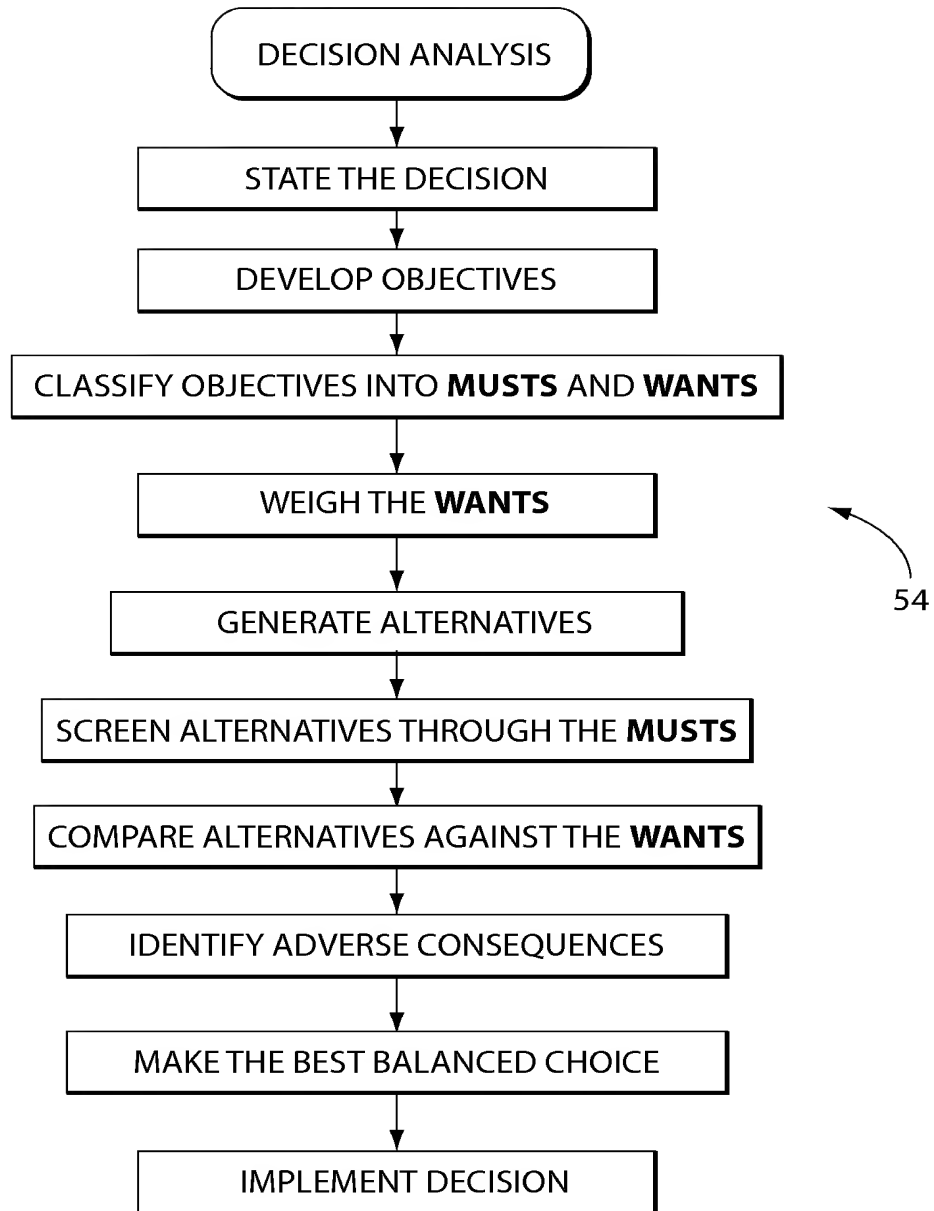 DECISION ANALYSIS
STATE THE DECISION
DEVELOP OBJECTIVES
CLASSIFY OBJECTIVES INTO MUSTS AND WANTS
WEIGH THE WANTS
54
GENERATE ALTERNATIVES
SCREEN ALTERNATIVES THROUGH THE MUSTS
COMPARE ALTERNATIVES AGAINST THE WANTS
IDENTIFY ADVERSE CONSEQUENCES
MAKE THE BEST BALANCED CHOICE
IMPLEMENT DECISION